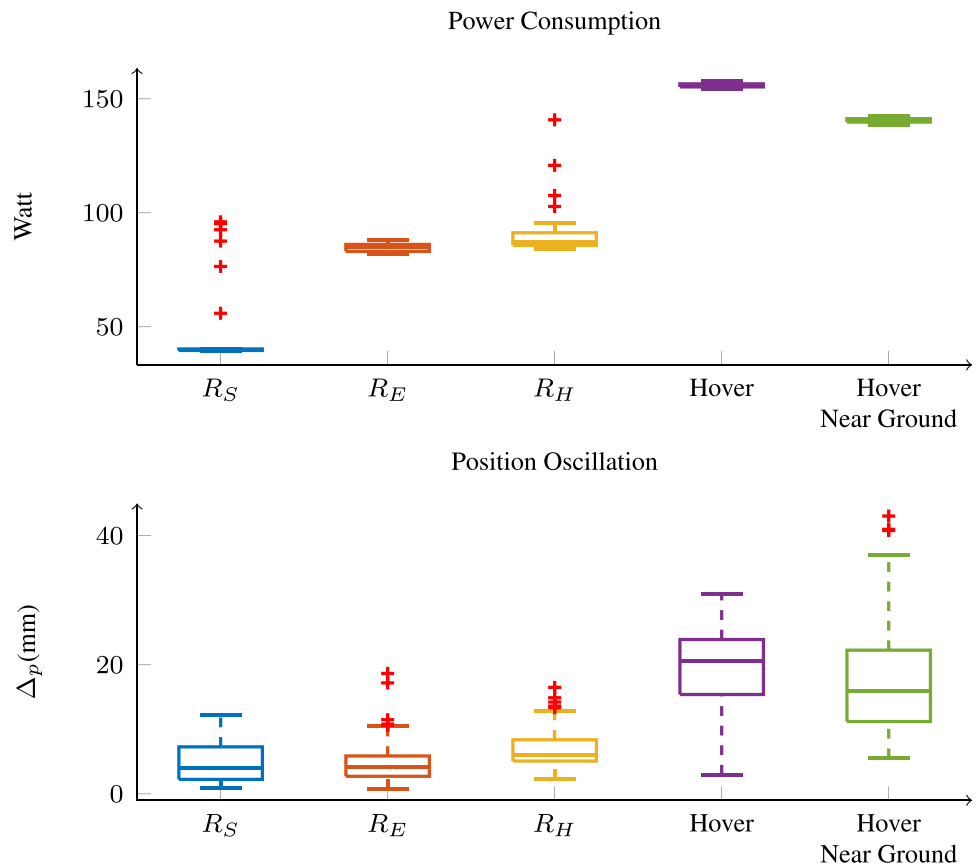 Power Consumption
150
100
50
Watt
R_S R_E R_H Hover Hover
Near Ground
Position Oscillation
40
20
0
Δ_p(mm)
R_S R_E R_H Hover Hover
Near Ground